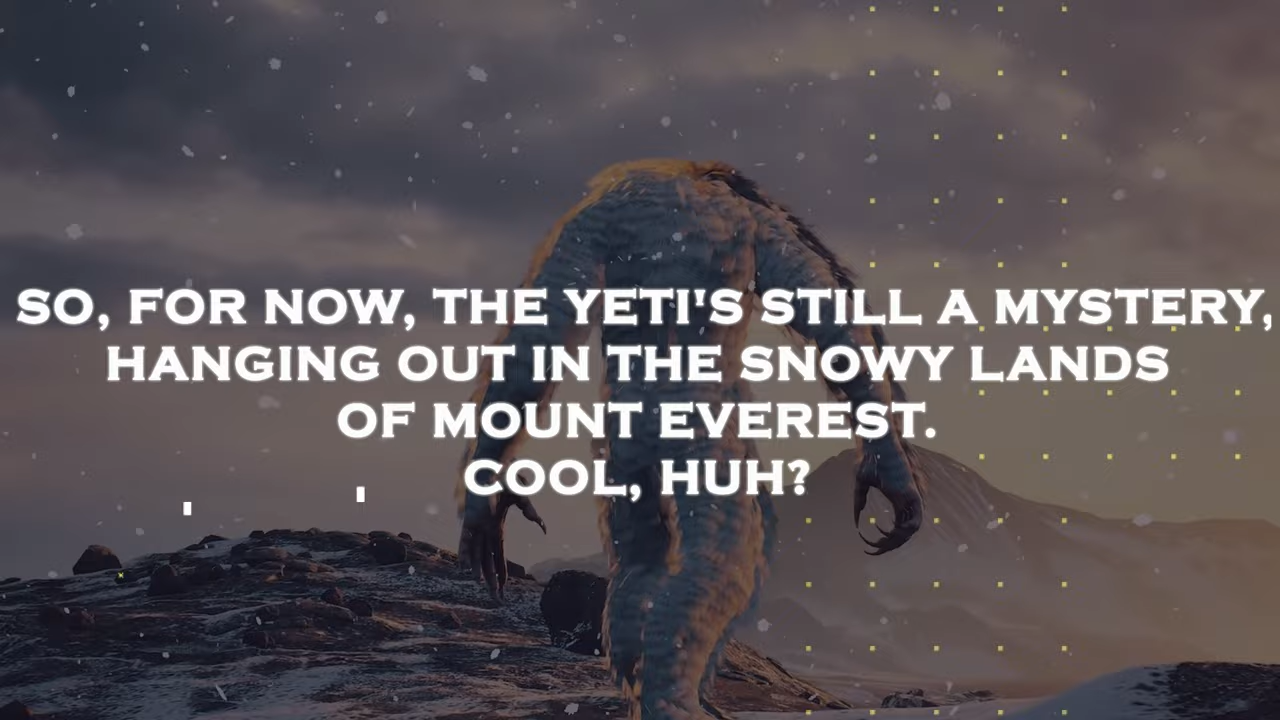 SO, FOR NOW, THE YETI'S STILL A MYSTERY,
HANGING OUT IN THE SNOWY LANDS
OF MOUNT EVEREST.
COOL, HUH?